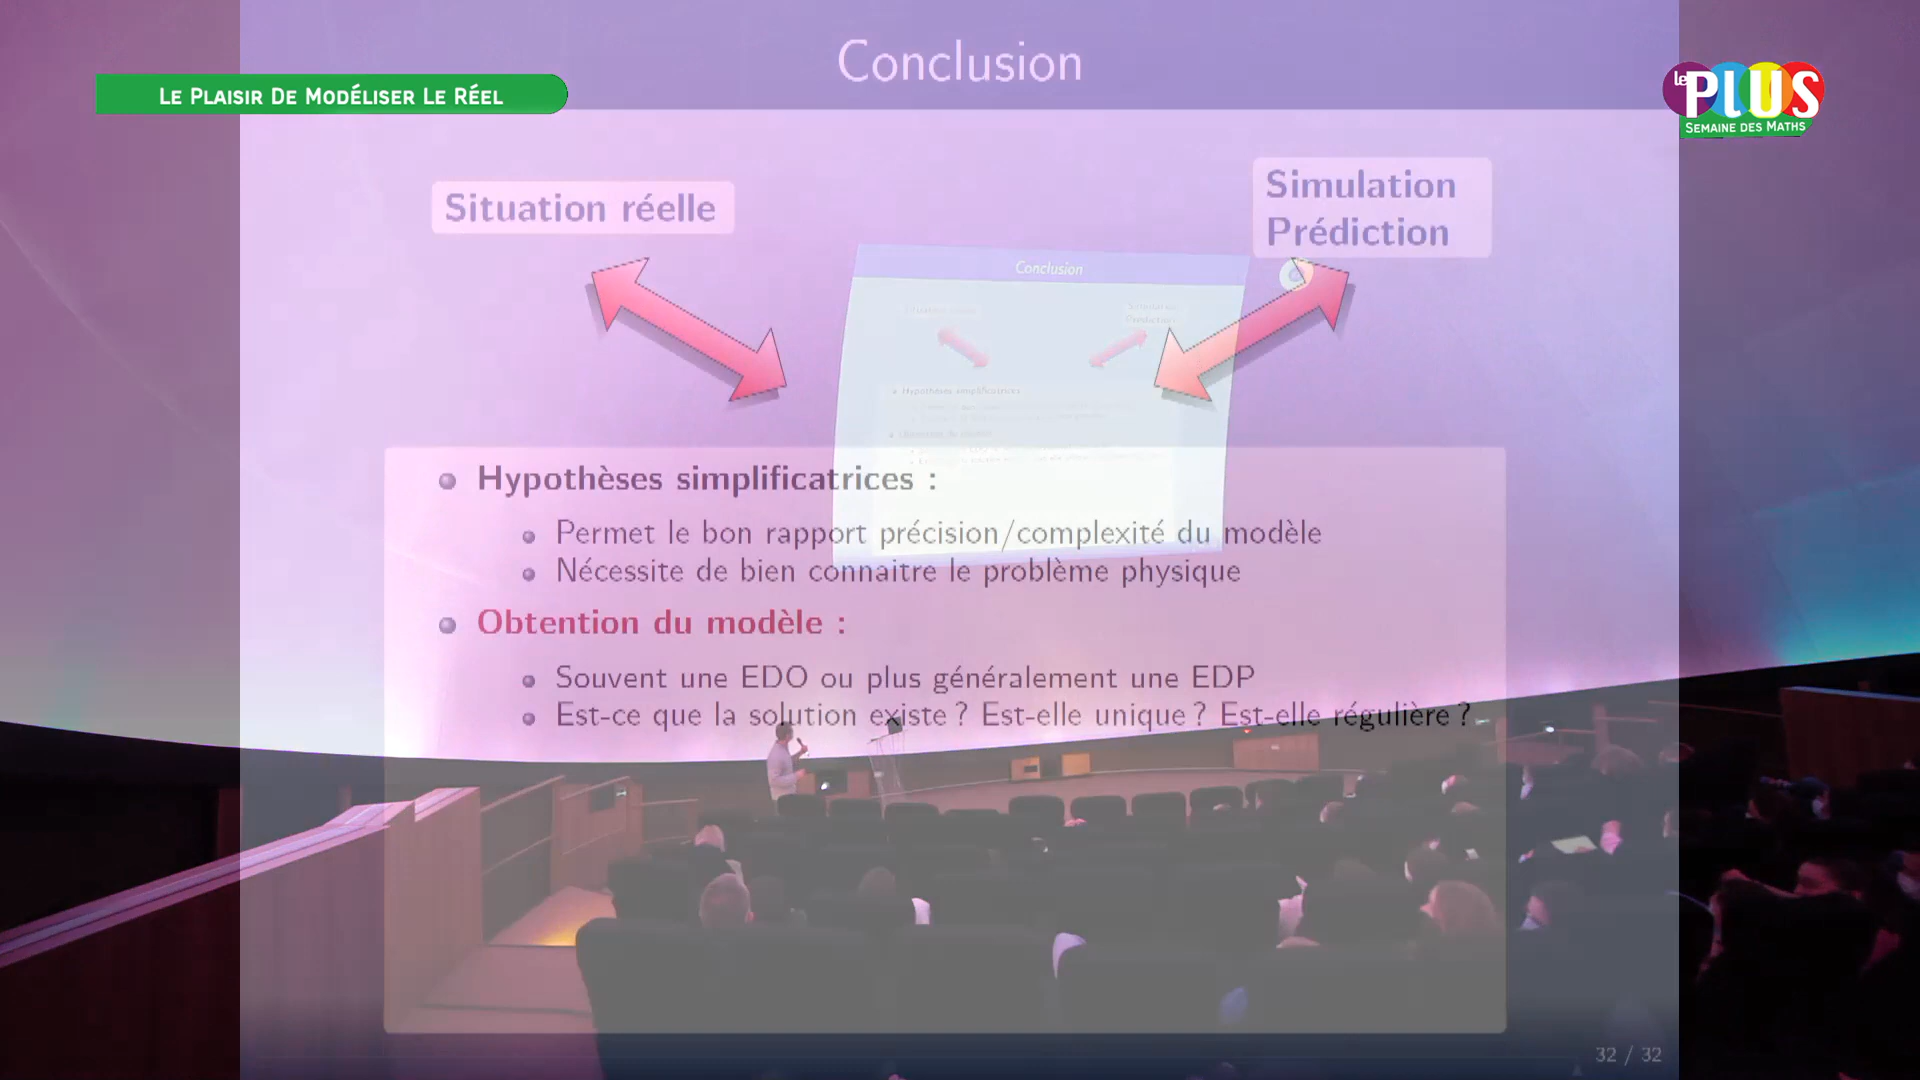 Conclusion
Le Plaisir De Modéliser Le Réel
le PLUS
Semaine des Maths
Situation réelle
Simulation
Prédiction
Conclusion
Hypothèses simplificatrices
Hypothèses simplificatrices :
Permet le bon rapport précision/complexité du modèle
Nécessite de bien connaitre le problème physique
Obtention du modèle :
Souvent une EDO ou plus généralement une EDP
Est-ce que la solution existe ? Est-elle unique ? Est-elle régulière ?
32 / 32